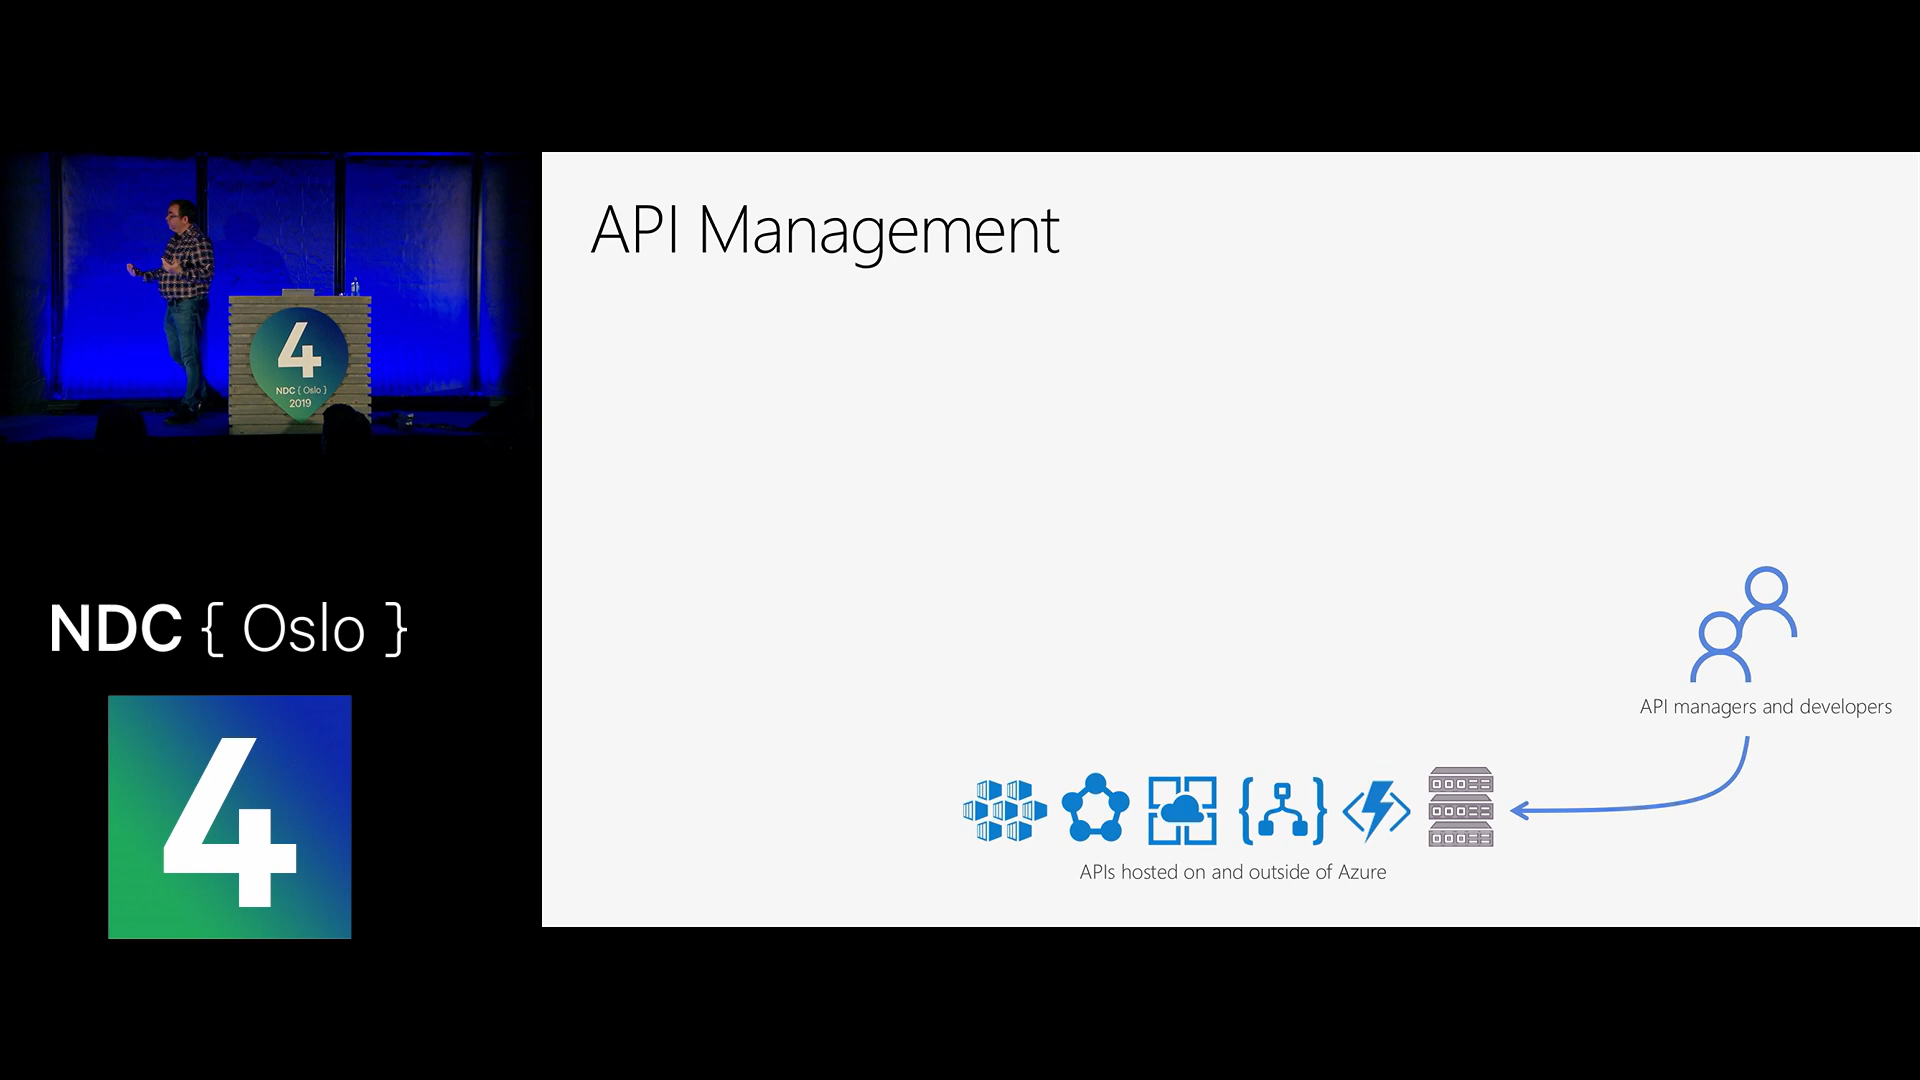 API Management
4
NDC { Oslo }
2019
NDC { Oslo }
4
API managers and developers
APIs hosted on and outside of Azure